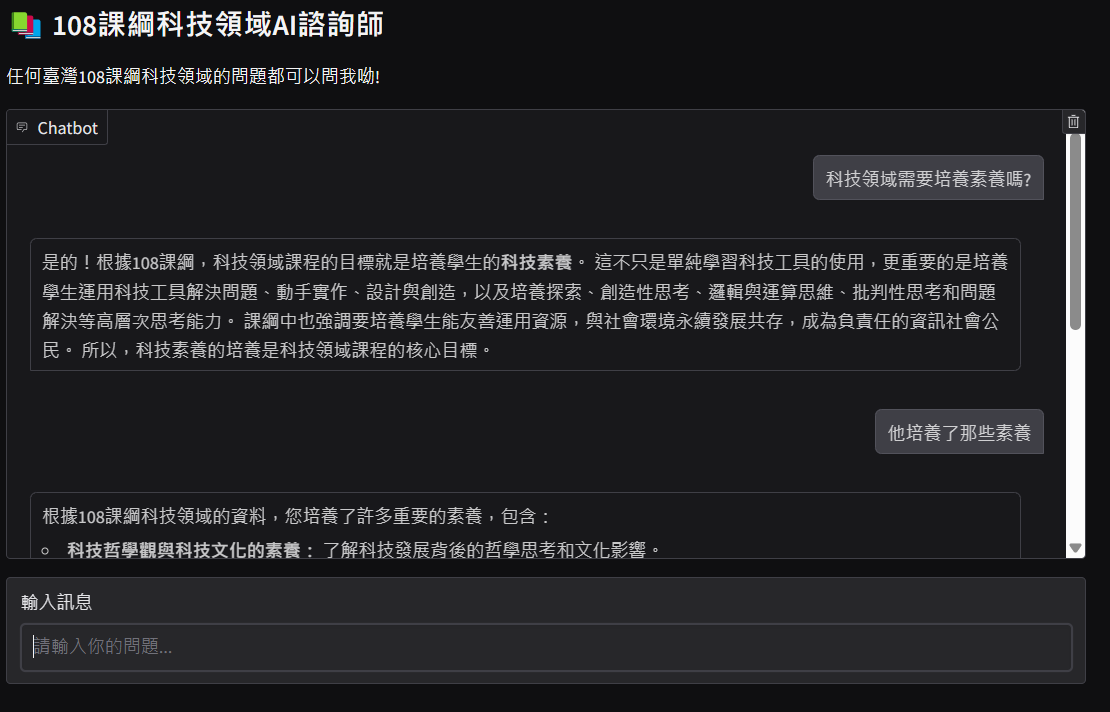 108課綱科技領域AI諮詢師
任何臺灣108課綱科技領域的問題都可以問我呦!
Chatbot
科技領域需要培養素養嗎?
是的！根據108課綱，科技領域課程的目標就是培養學生的科技素養。 這不只是單純學習科技工具的使用，更重要的是培養
學生運用科技工具解決問題、動手實作、設計與創造，以及培養探索、創造性思考、邏輯與運算思維、批判性思考和問題
解決等高層次思考能力。 課綱中也強調要培養學生能友善運用資源，與社會環境永續發展共存，成為負責任的資訊社會公
民。 所以，科技素養的培養是科技領域課程的核心目標。
他培養了那些素養
根據108課綱科技領域的資料，您培養了許多重要的素養，包含：
科技哲學觀與科技文化的素養： 了解科技發展背後的哲學思考和文化影響。
輸入訊息
請輸入你的問題...